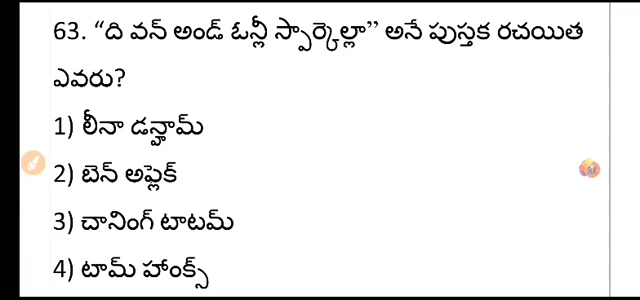 63. “ది వన్ అండ్ ఓన్లీ స్పార్కెల్లా” అనే పుస్తక రచయిత
ఎవరు?
1) లీనా డన్హామ్
2) బెన్ అఫ్లెక్
3) చానింగ్ టాటమ్
4) టామ్ హాంక్స్